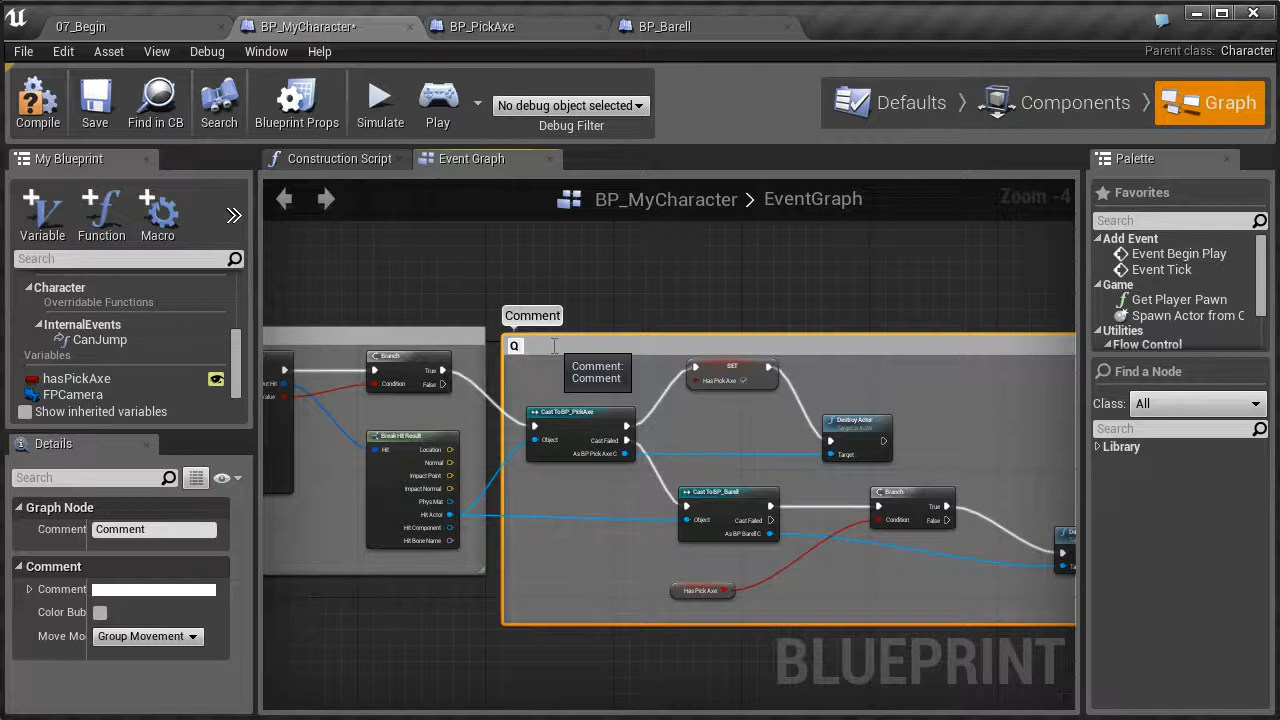 07_Begin
BP_MyCharacter*
BP_PickAxe
BP_Barell
File Edit Asset View Debug Window Help
Parent class: Character
Compile
Save
Find in CB
Search
Blueprint Props
Simulate
Play
No debug object selected
Debug Filter
Defaults
Components
Graph
My Blueprint
Variable
Function
Macro
Search
Character
Overridable Functions
InternalEvents
CanJump
Variables
hasPickAxe
FPCamera
Show inherited variables
Details
Search
Graph Node
Comment Comment
Comment
Comment
Color Bub
Move Mo Group Movement
Construction Script
Event Graph
BP_MyCharacter > EventGraph
Zoom -4
Comment
Q
Comment:
Comment
Branch
True
Condition
False
Break Hit Result
Hit
Location
Normal
Impact Point
Impact Normal
Phys Mat
Hit Actor
Hit Component
Hit Bone Name
Cast To BP_PickAxe
Object
Cast Failed
As BP Pick Axe C
SET
Has Pick Axe
Destroy Actor
Target is Actor
Target
Cast To BP_Barell
Object
Cast Failed
As BP Barell C
Branch
True
Condition
False
Has Pick Axe
BLUEPRINT
Palette
Favorites
Search
Add Event
Event Begin Play
Event Tick
Game
Get Player Pawn
Spawn Actor from C
Utilities
Flow Control
Find a Node
Class: All
Search
Library